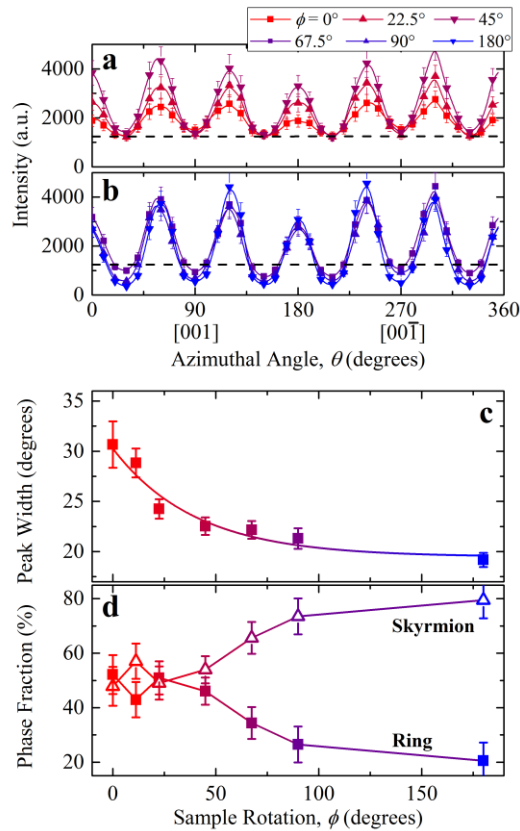 ϕ = 0° 22.5° 45°
67.5° 90° 180°
a
4000
2000
0
Intensity (a.u.)
b
4000
2000
0
0 90 180 270 360
[001] [001̅]
Azimuthal Angle, θ (degrees)
c
35
30
25
20
15
Peak Width (degrees)
d
80
60
40
20
Phase Fraction (%)
Skyrmion
Ring
0 50 100 150
Sample Rotation, ϕ (degrees)